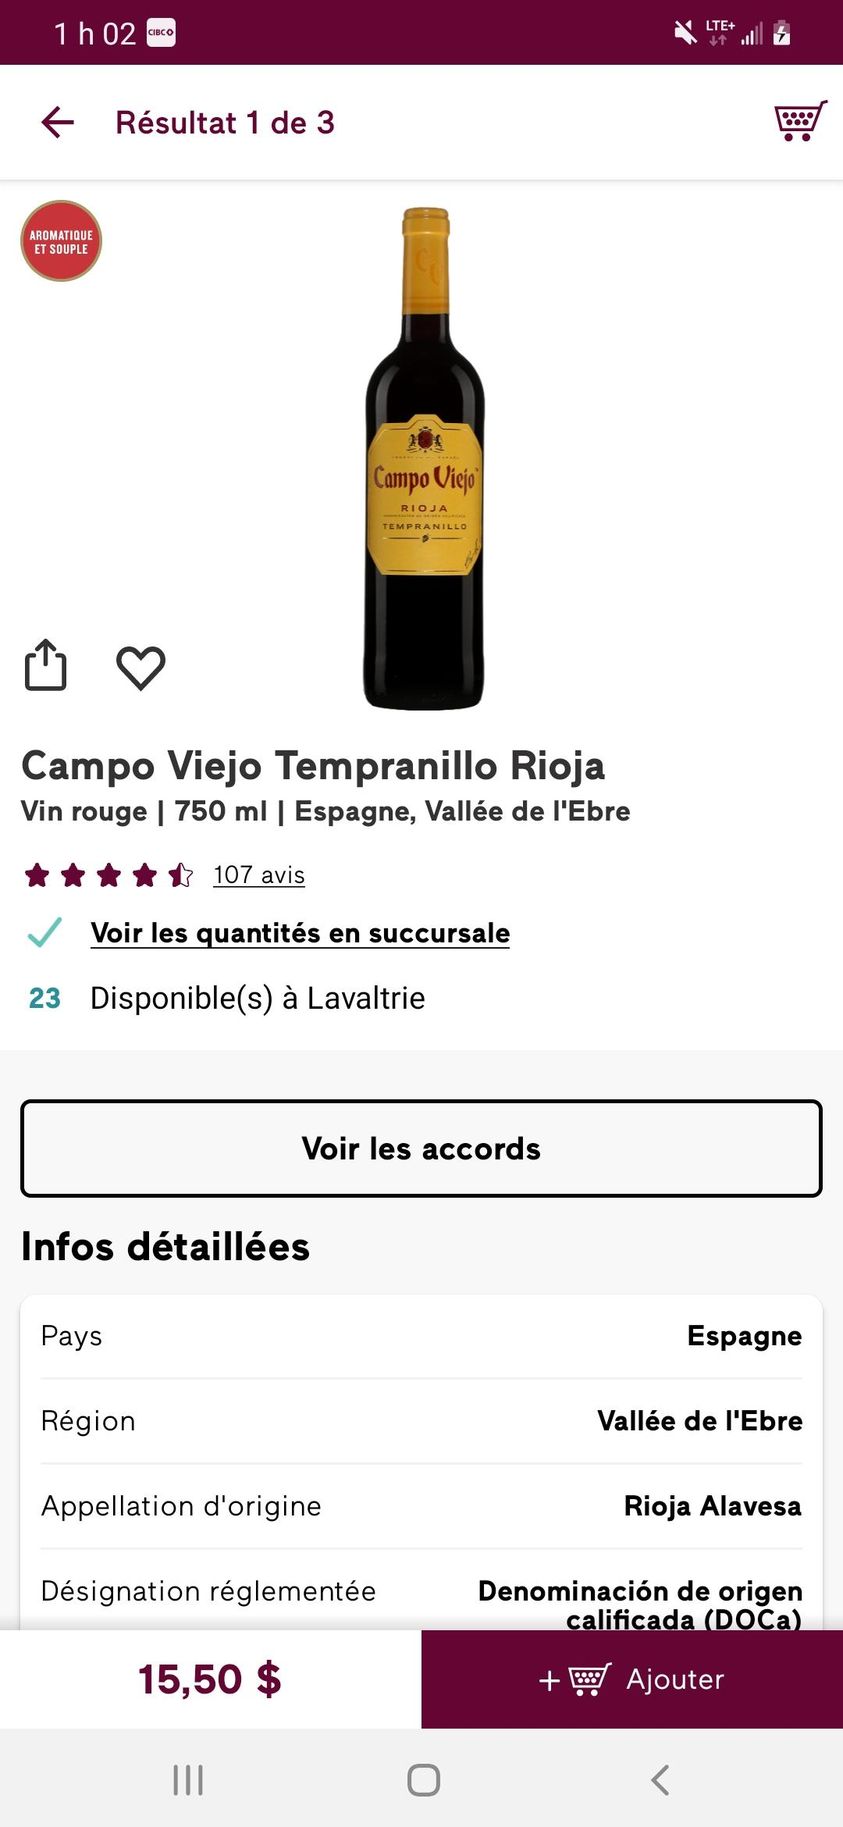 1 h 02 CIBC LTE+
Résultat 1 de 3
AROMATIQUE
ET SOUPLE
CV
Campo Viejo
RIOJA
TEMPRANILLO
Campo Viejo Tempranillo Rioja
Vin rouge | 750 ml | Espagne, Vallée de l'Ebre
107 avis
Voir les quantités en succursale
23 Disponible(s) à Lavaltrie
Voir les accords
Infos détaillées
Pays Espagne
Région Vallée de l'Ebre
Appellation d'origine Rioja Alavesa
Désignation réglementée Denominación de origen
calificada (DOCa)
15,50 $ + Ajouter